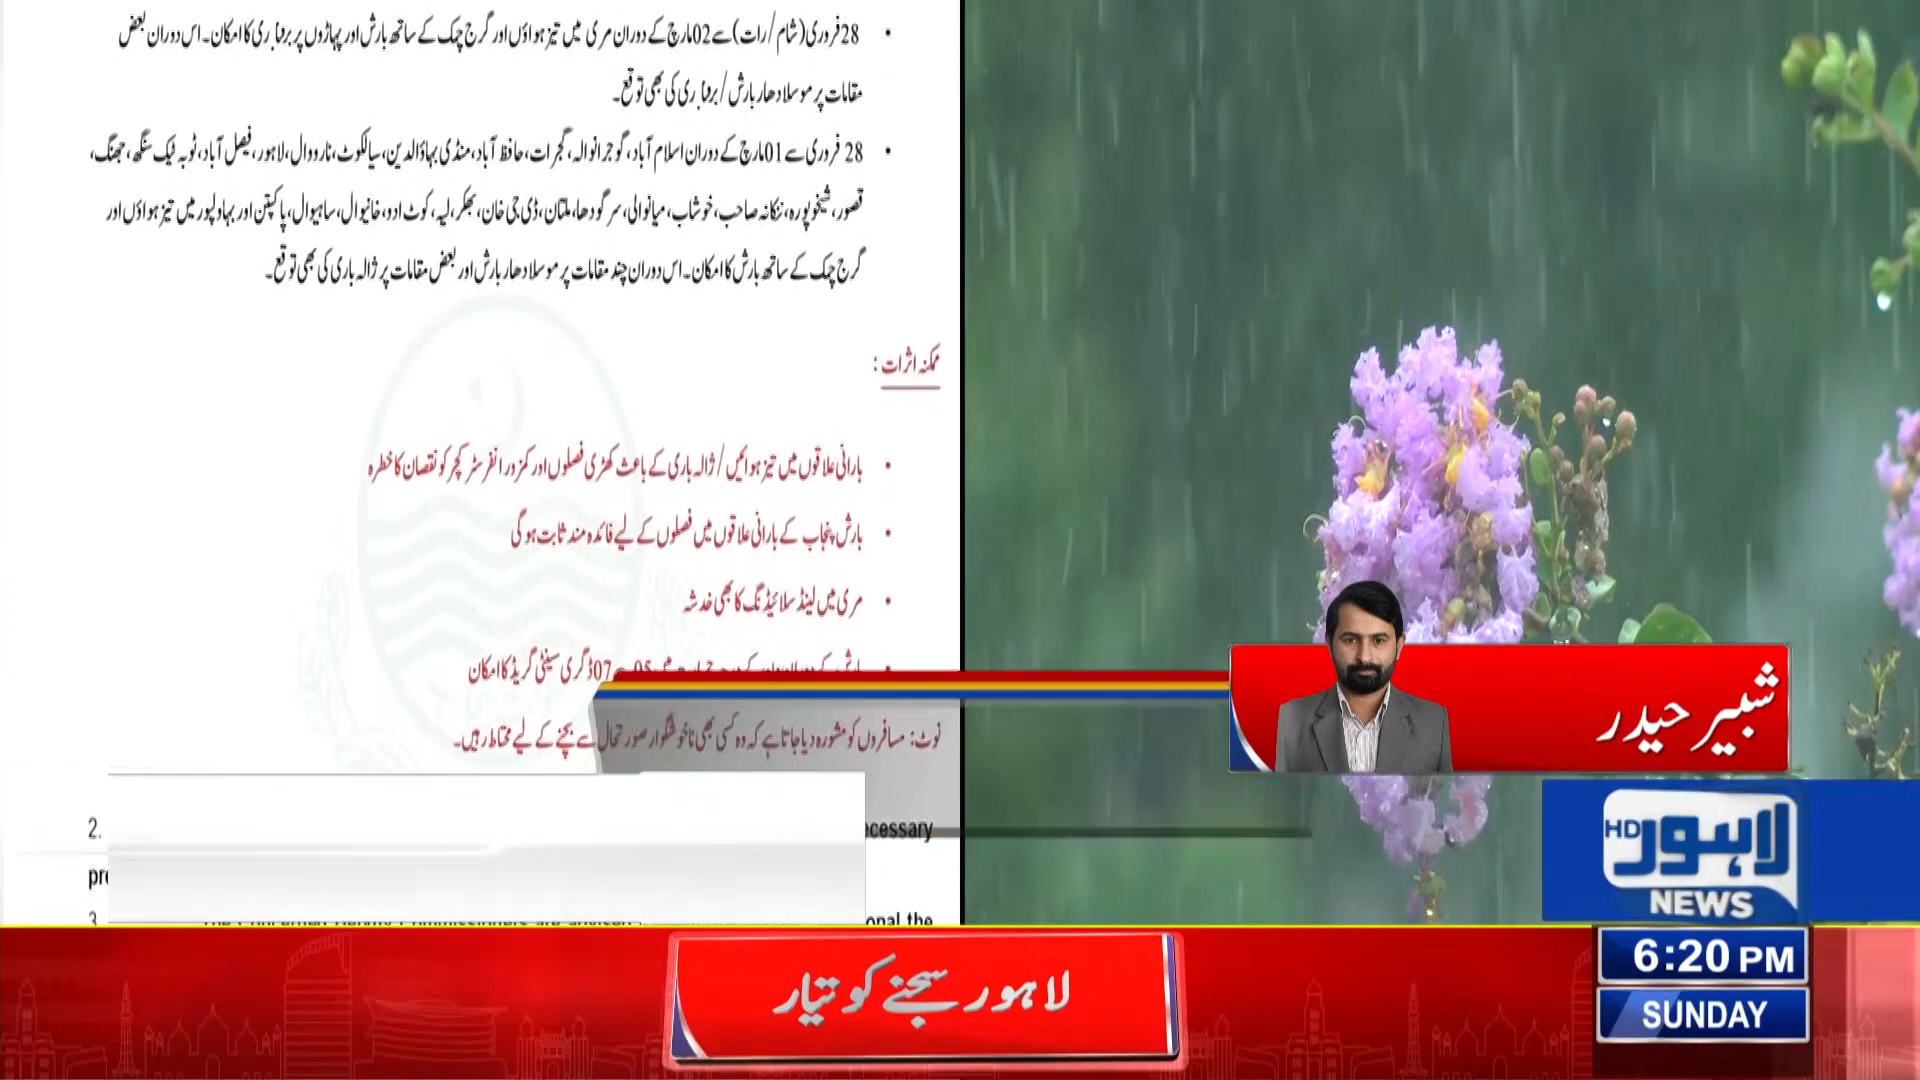 28 فروری (شام / رات) سے 02 مارچ کے دوران مری میں تیز ہواؤں اور گرج چمک کے ساتھ بارش اور پہاڑوں پر برفباری کا امکان۔ اس دوران بعض
مقامات پر موسلادھار بارش / برفباری کی بھی توقع۔
28 فروری سے 01 مارچ کے دوران اسلام آباد، گوجرانوالہ، گجرات، حافظ آباد، منڈی بہاؤالدین، سیالکوٹ، نارووال، لاہور، فیصل آباد، ٹوبہ ٹیک سنگھ، جھنگ،
قصور، شیخوپورہ، ننکانہ صاحب، خوشاب، میانوالی، سرگودھا، ملتان، ڈی جی خان، بھکر، لیہ، کوٹ ادو، خانیوال، ساہیوال، پاکپتن اور بہاولپور میں تیز ہواؤں اور
گرج چمک کے ساتھ بارش کا امکان۔ اس دوران چند مقامات پر موسلادھار بارش اور بعض مقامات پر ژالہ باری کی بھی توقع۔
ممکنہ اثرات:
بارانی علاقوں میں تیز ہوائیں / ژالہ باری کے باعث کھڑی فصلوں اور کمزور انفراسٹرکچر کو نقصان کا خطرہ
بارش پنجاب کے بارانی علاقوں میں فصلوں کے لیے فائدہ مند ثابت ہوگی
مری میں لینڈ سلائیڈنگ کا بھی خدشہ
07 ڈگری سینٹی گریڈ کا امکان
نوٹ: مسافروں کو مشورہ دیا جاتا ہے کہ وہ کسی بھی ناخوشگوار صورتحال سے بچنے کے لیے محتاط رہیں۔
2. cessary
pre
3 onal the
شبیر حیدر
HD لاہور
NEWS
لاہور سجنے کو تیار
6:20 PM
SUNDAY